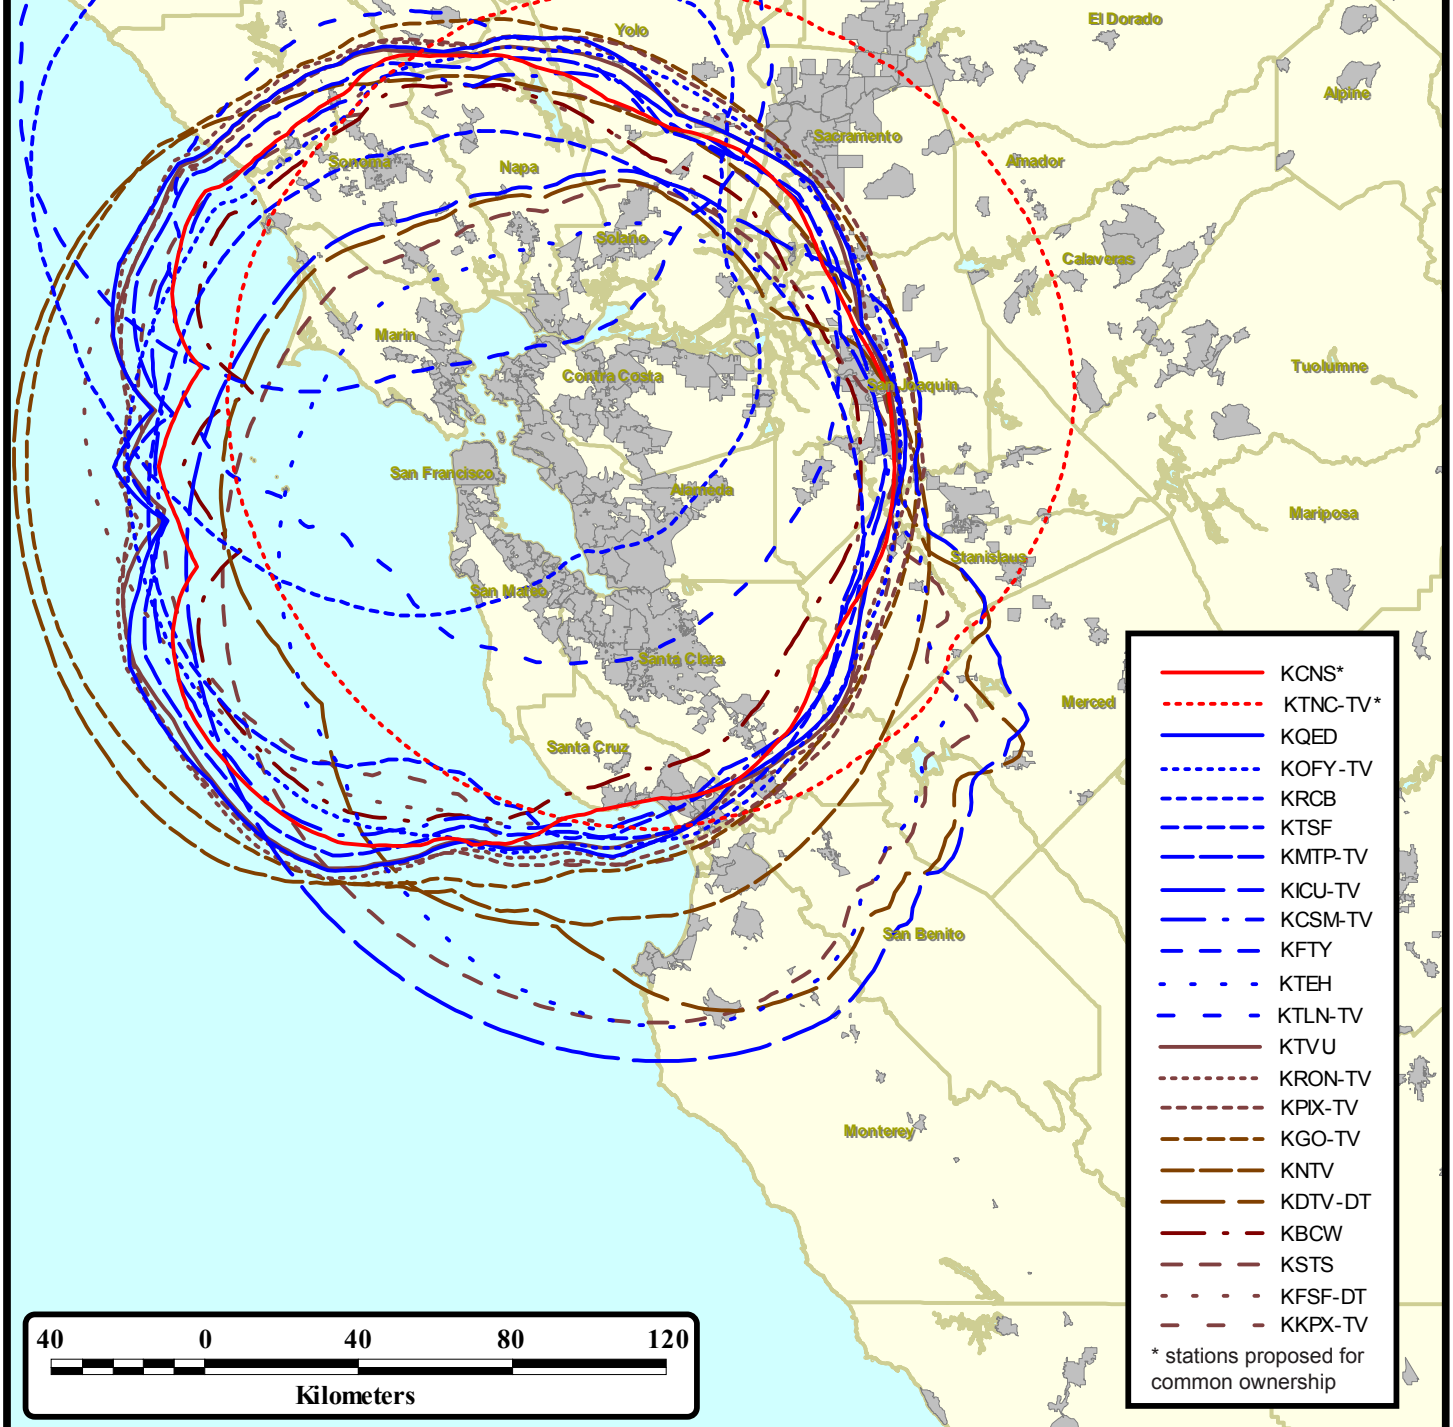 El Dorado
Yolo
Alpine
Sacramento
Sonoma
Napa
Amador
Solano
Calaveras
Marin
Contra Costa
San Joaquin
Tuolumne
San Francisco
Alameda
Mariposa
Stanislaus
San Mateo
Santa Clara
Merced
Santa Cruz
San Benito
Monterey
KCNS*
KTNC-TV*
KQED
KOFY-TV
KRCB
KTSF
KMTP-TV
KICU-TV
KCSM-TV
KFTY
KTEH
KTLN-TV
KTVU
KRON-TV
KPIX-TV
KGO-TV
KNTV
KDTV-DT
KBCW
KSTS
KFSF-DT
KKPX-TV
* stations proposed for
common ownership
40 0 40 80 120
Kilometers